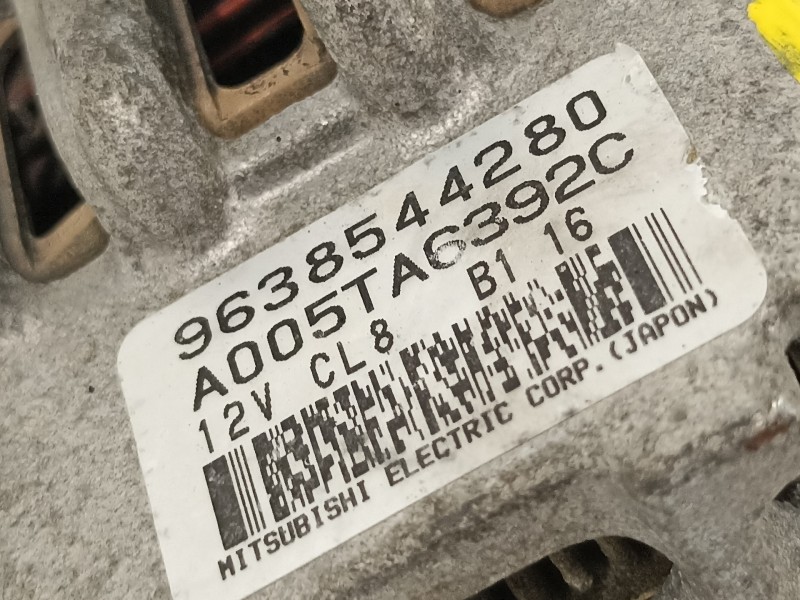 9638544280
A005TA6392C
12V CL8 B1 16
MITSUBISHI ELECTRIC CORP.(JAPON)